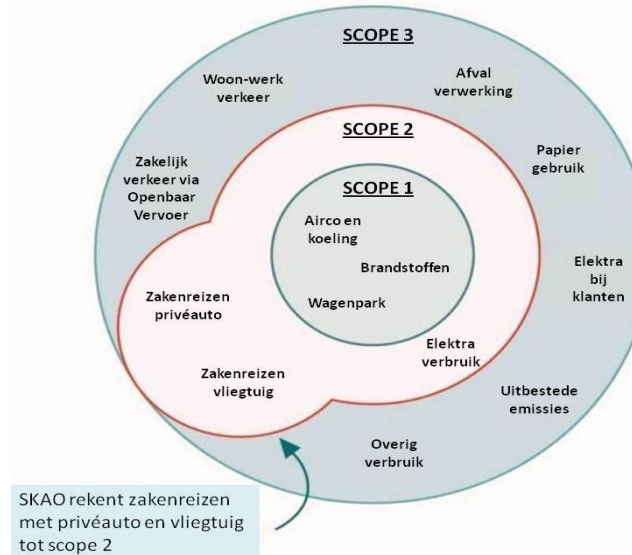 SCOPE 3
Woon-werk
verkeer
Afval
verwerking
SCOPE 2
Papier
gebruik
Zakelijk
verkeer via
Openbaar
Vervoer
SCOPE 1
Airco en
koeling
Brandstoffen
Wagenpark
Elektra
bij
klanten
Zakenreizen
privéauto
Elektra
verbruik
Zakenreizen
vliegtuig
Uitbestede
emissies
Overig
verbruik
SKAO rekent zakenreizen
met privéauto en vliegtuig
tot scope 2